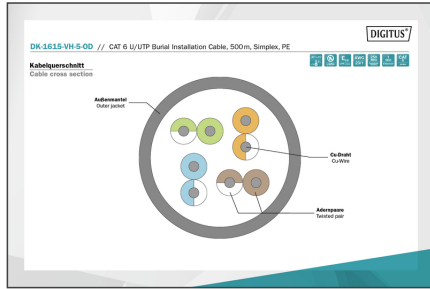 DIGITUS®
DK-1615-VH-5-OD // CAT 6 U/UTP Burial Installation Cable, 500m, Simplex, PE
Kabelquerschnitt
Cable cross section
Außenmantel
Outer jacket
Cu-Draht
Cu-Wire
Adernpaare
Twisted pair